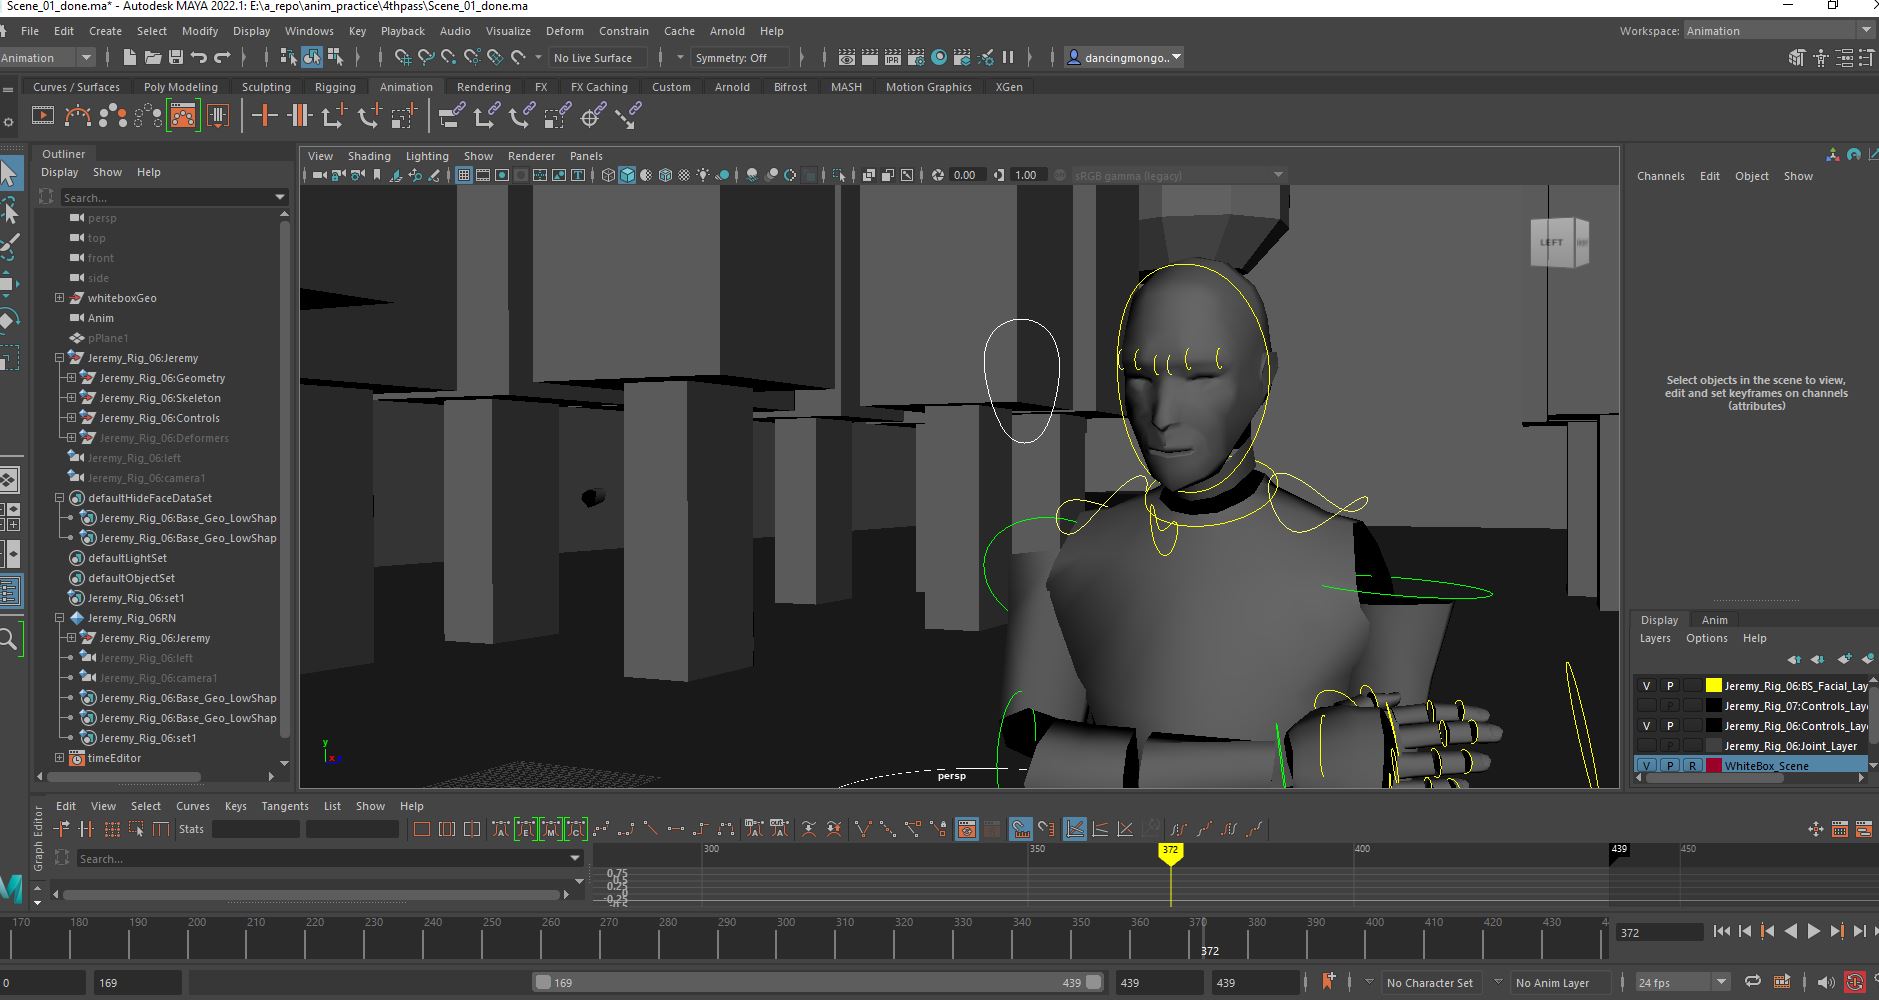 Scene_01_done.ma* - Autodesk MAYA 2022.1: E:\a_repo\anim_practice\4thpass\Scene_01_done.ma
File Edit Create Select Modify Display Windows Key Playback Audio Visualize Deform Constrain Cache Arnold Help
Workspace: Animation
Animation No Live Surface Symmetry: Off IPR dancingmongo..
Curves / Surfaces Poly Modeling Sculpting Rigging Animation Rendering FX FX Caching Custom Arnold Bifrost MASH Motion Graphics XGen
Outliner
Display Show Help
Search...
persp
top
front
side
whiteboxGeo
Anim
pPlane1
Jeremy_Rig_06:Jeremy
Jeremy_Rig_06:Geometry
Jeremy_Rig_06:Skeleton
Jeremy_Rig_06:Controls
Jeremy_Rig_06:Deformers
Jeremy_Rig_06:left
Jeremy_Rig_06:camera1
defaultHideFaceDataSet
Jeremy_Rig_06:Base_Geo_LowShap
Jeremy_Rig_06:Base_Geo_LowShap
defaultLightSet
defaultObjectSet
Jeremy_Rig_06:set1
Jeremy_Rig_06RN
Jeremy_Rig_06:Jeremy
Jeremy_Rig_06:left
Jeremy_Rig_06:camera1
Jeremy_Rig_06:Base_Geo_LowShap
Jeremy_Rig_06:Base_Geo_LowShap
Jeremy_Rig_06:set1
timeEditor
View Shading Lighting Show Renderer Panels
0.00 1.00 sRGB gamma (legacy)
LEFT
y
x
persp
Channels Edit Object Show
Select objects in the scene to view,
edit and set keyframes on channels
(attributes)
Display Anim
Layers Options Help
V P Jeremy_Rig_06:BS_Facial_Lay
P Jeremy_Rig_07:Controls_Laye
V P Jeremy_Rig_06:Controls_Laye
P Jeremy_Rig_06:Joint_Layer
V P R WhiteBox_Scene
Graph Editor
Edit View Select Curves Keys Tangents List Show Help
Stats
Search...
300 350 372 400 439 450
0.75
0.5
0.25
0
-0.25
-0.5
170 180 190 200 210 220 230 240 250 260 270 280 290 300 310 320 330 340 350 360 370 380 390 400 410 420 430
372
372
0 169 169 439 439 439 No Character Set No Anim Layer 24 fps